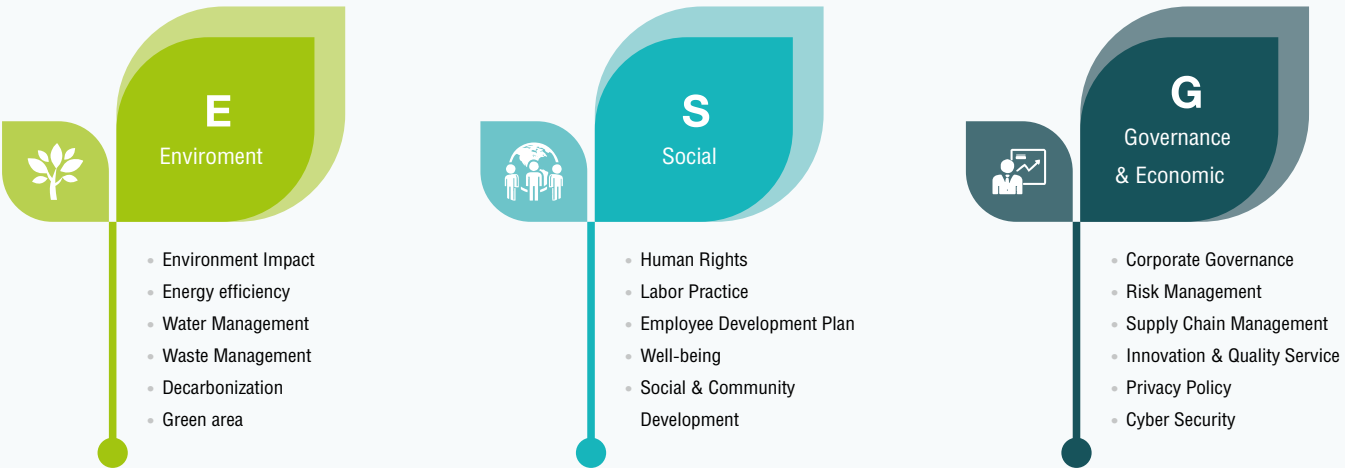 E
Enviroment
Environment Impact
Energy efficiency
Water Management
Waste Management
Decarbonization
Green area
S
Social
Human Rights
Labor Practice
Employee Development Plan
Well-being
Social & Community
Development
G
Governance
& Economic
Corporate Governance
Risk Management
Supply Chain Management
Innovation & Quality Service
Privacy Policy
Cyber Security